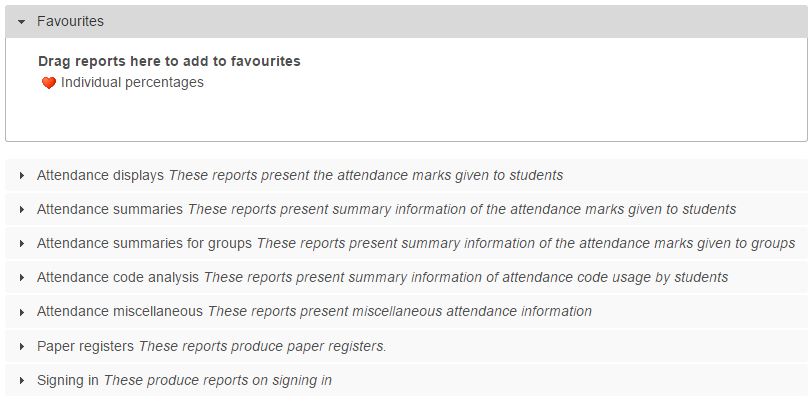 Favourites
Drag reports here to add to favourites
Individual percentages
Attendance displays These reports present the attendance marks given to students
Attendance summaries These reports present summary information of the attendance marks given to students
Attendance summaries for groups These reports present summary information of the attendance marks given to groups
Attendance code analysis These reports present summary information of attendance code usage by students
Attendance miscellaneous These reports present miscellaneous attendance information
Paper registers These reports produce paper registers.
Signing in These produce reports on signing in